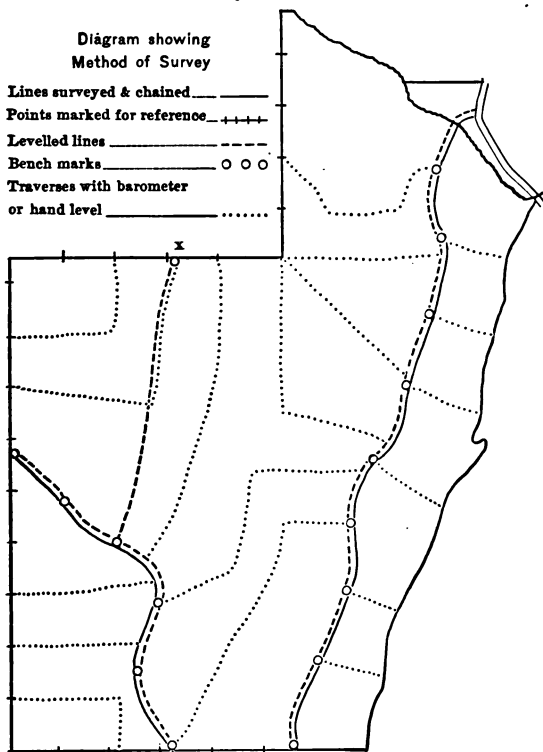 Diagram showing
Method of Survey
Lines surveyed & chained
Points marked for reference
Levelled lines
Bench marks
Traverses with barometer
or hand level
x